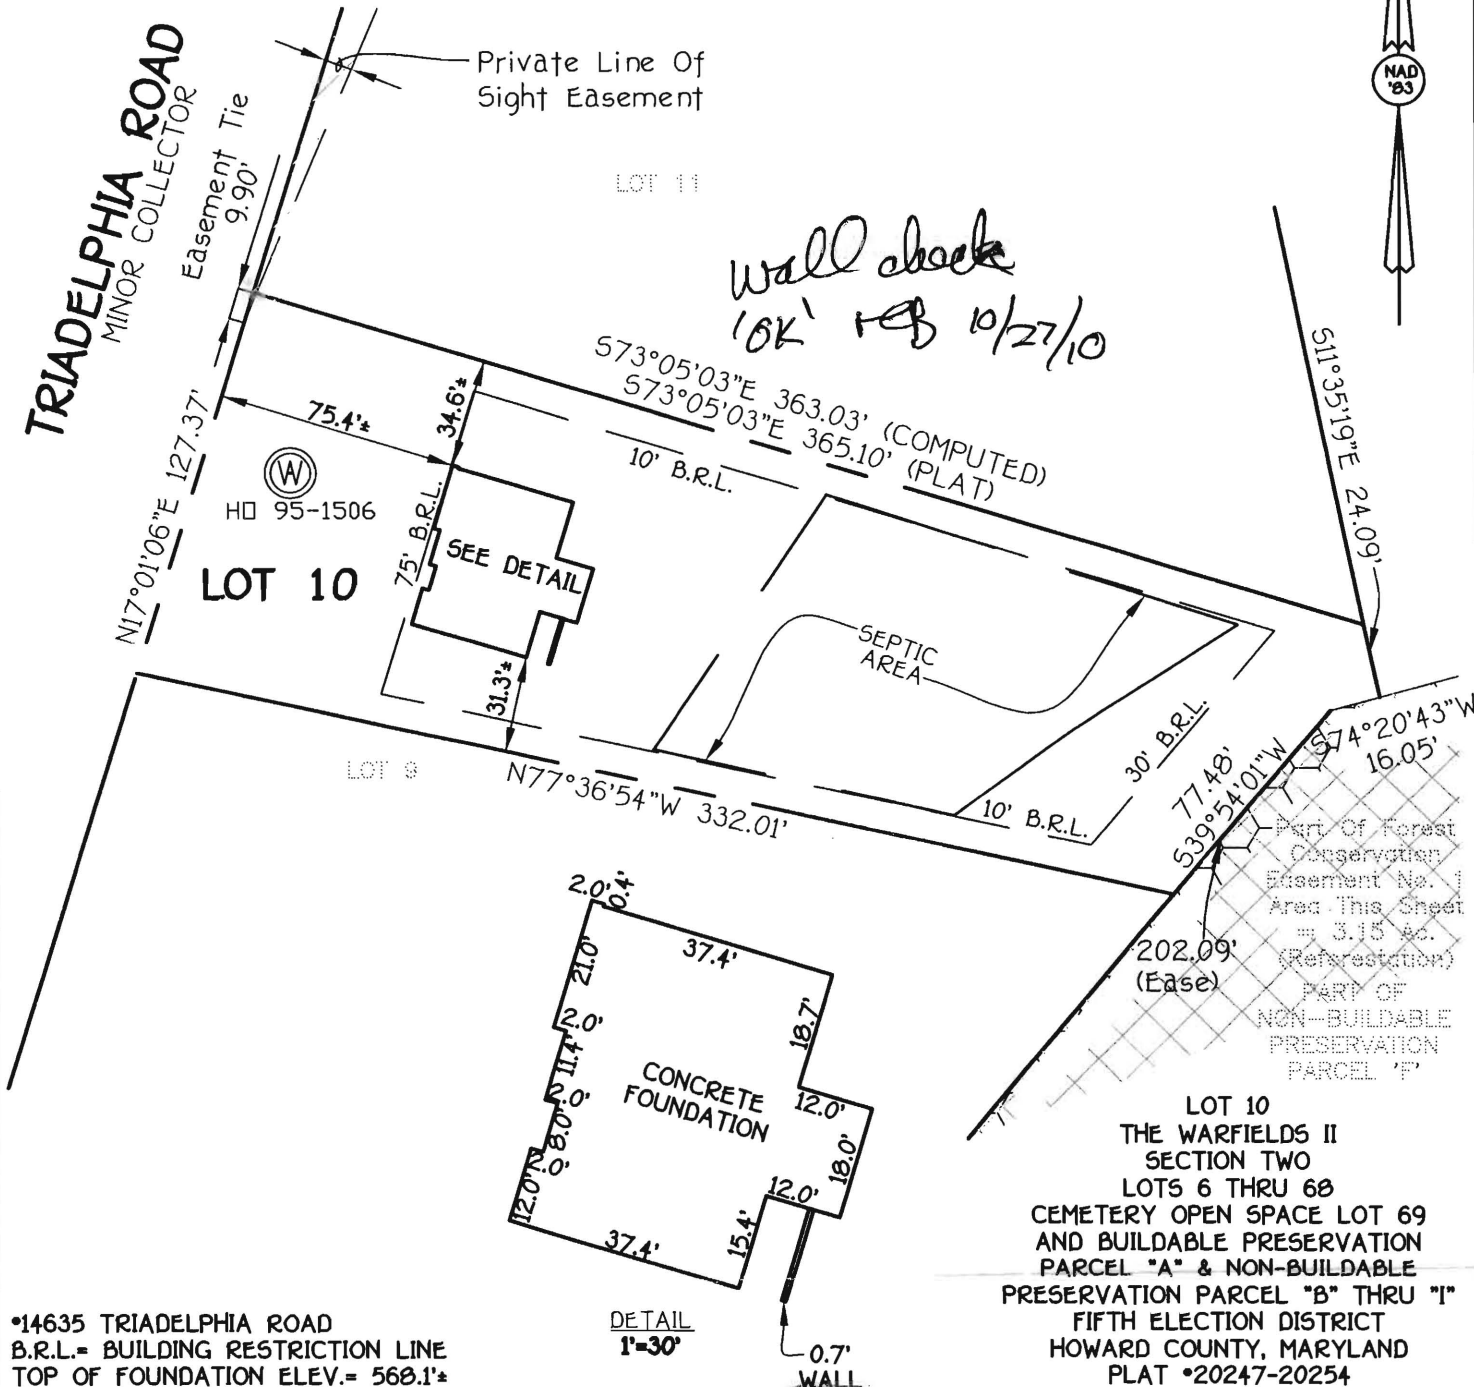 TRIADELPHIA ROAD
MINOR COLLECTOR
Easement Tie
9.90'
Private Line Of
Sight Easement
NAD
'83
LOT 11
wall check
'OK' 10/27/10
S73°05'03"E 363.03' (COMPUTED)
S73°05'03"E 365.10' (PLAT)
S11°35'19"E 24.09'
N17°01'06"E 127.37'
75.4'±
34.6'±
10' B.R.L.
W
HO 95-1506
75' B.R.L.
SEE DETAIL
LOT 10
SEPTIC
AREA
31.3'±
30' B.R.L.
LOT 9
N77°36'54"W 332.01'
10' B.R.L.
77.48'
S39°54'01"W
S74°20'43"W
16.05'
Part Of Forest
Conservation
Easement No. 1
Area This Sheet
= 3.15 Ac.
(Reforestation)
202.09'
(Ease)
PART OF
NON-BUILDABLE
PRESERVATION
PARCEL 'F'
2.0'
0.4'
37.4'
21.0'
2.0'
11.4'
2.0'
8.0'
2.0'
12.0'
18.7'
12.0'
18.0'
12.0'
15.4'
37.4'
CONCRETE
FOUNDATION
DETAIL
1"=30'
0.7'
WALL
LOT 10
THE WARFIELDS II
SECTION TWO
LOTS 6 THRU 68
CEMETERY OPEN SPACE LOT 69
AND BUILDABLE PRESERVATION
PARCEL "A" & NON-BUILDABLE
PRESERVATION PARCEL "B" THRU "I"
FIFTH ELECTION DISTRICT
HOWARD COUNTY, MARYLAND
PLAT •20247-20254
•14635 TRIADELPHIA ROAD
B.R.L.= BUILDING RESTRICTION LINE
TOP OF FOUNDATION ELEV.= 568.1'±